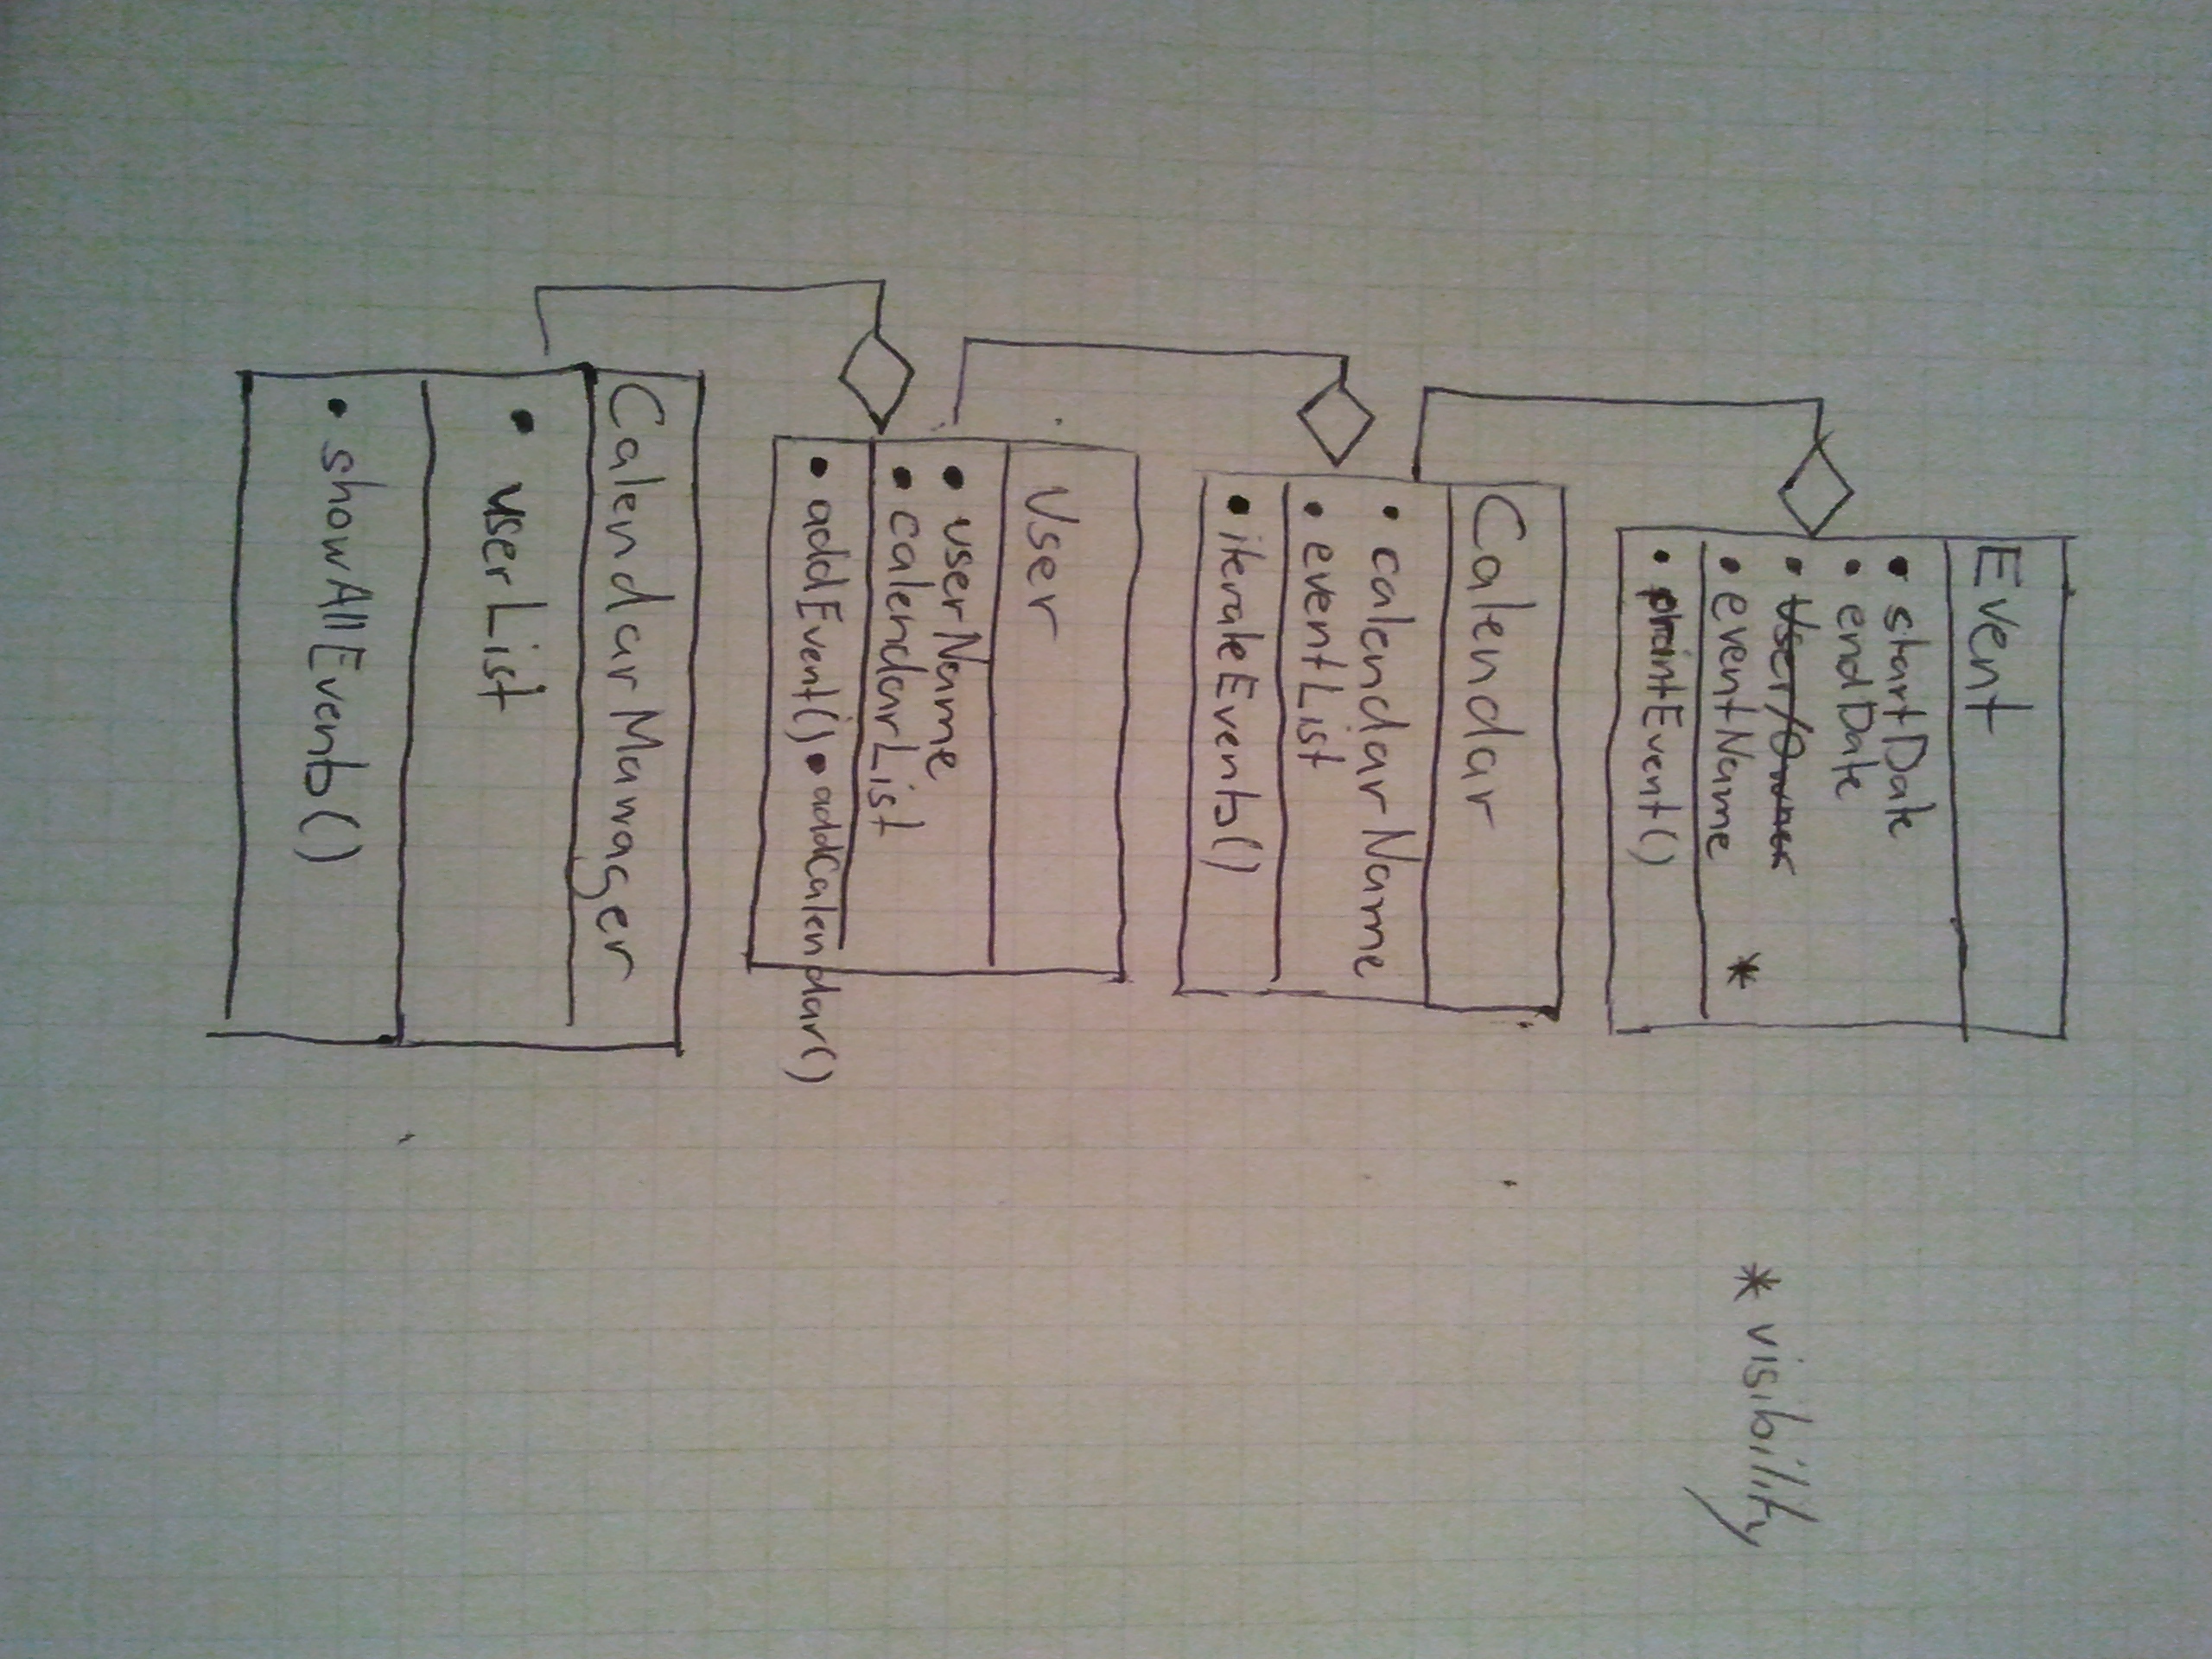 Event
• startDate
• endDate
• User/Owner
• eventName *
* visibility
• printEvent()
Calendar
• calendarName
• eventList
• iterateEvents()
User
• userName
• calendarList
• addEvent() • addCalendar()
CalendarManager
• userList
• showAllEvents()